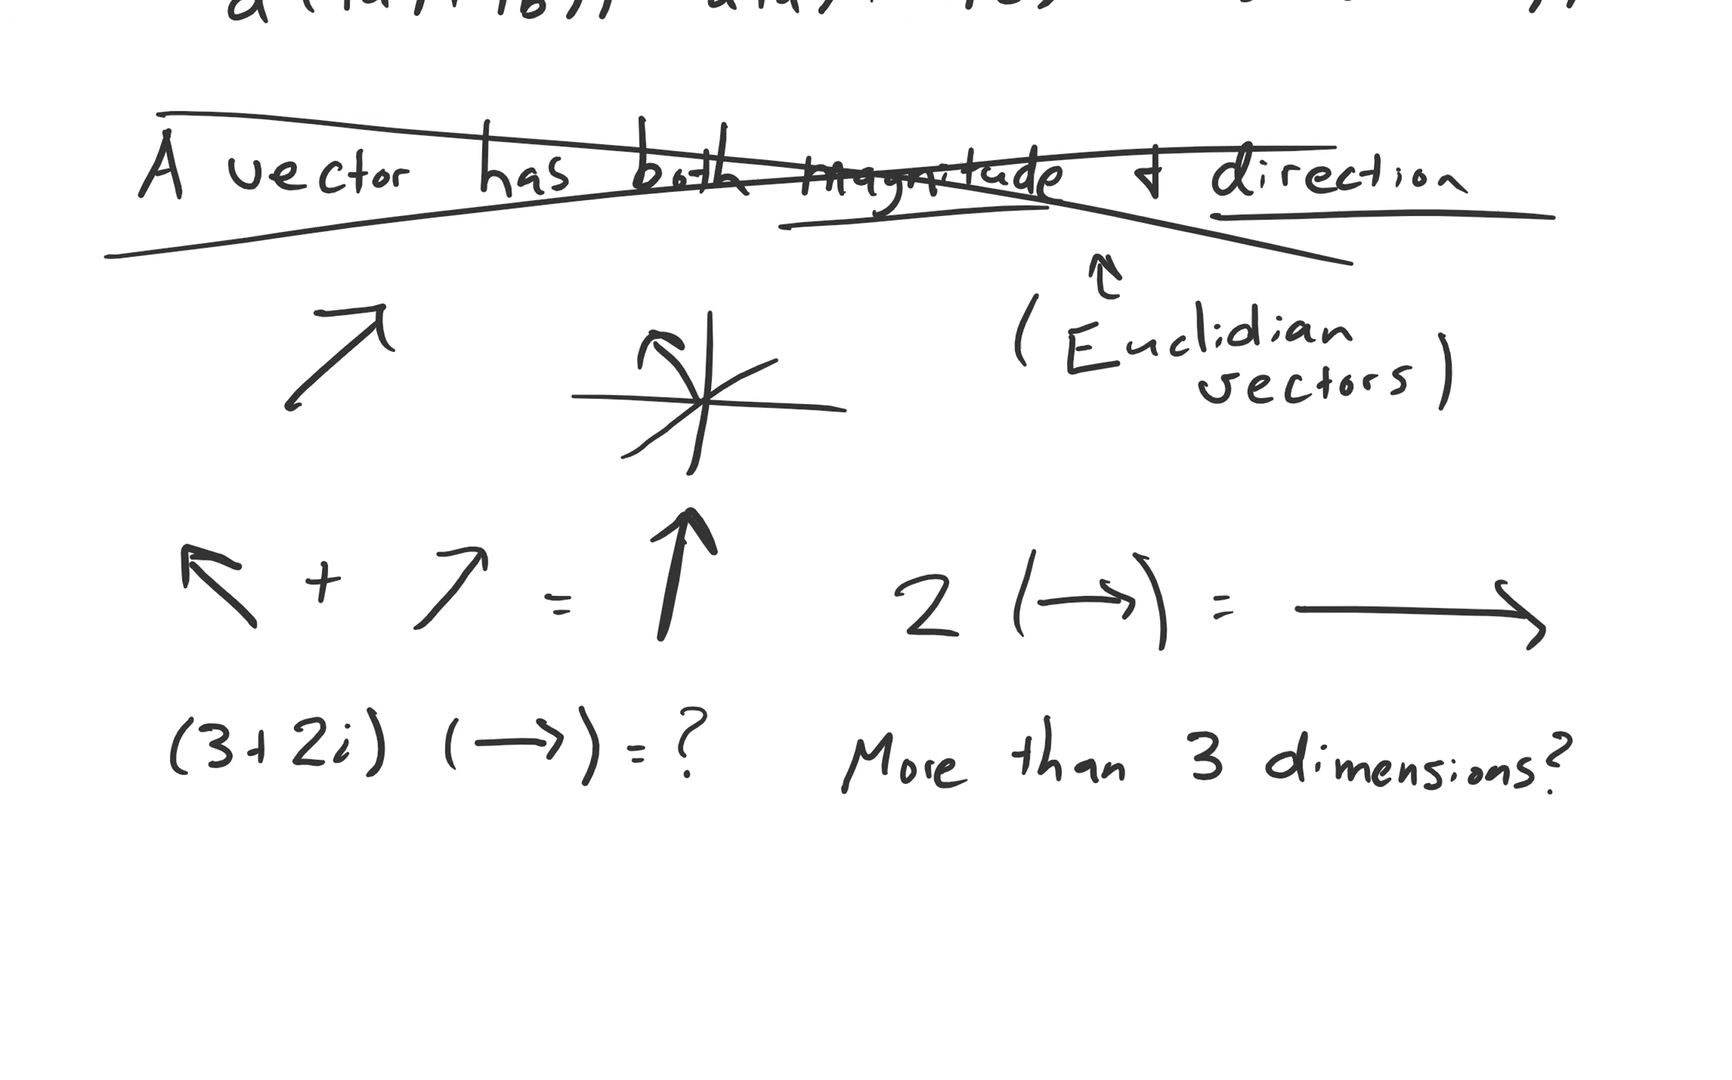 A vector has both magnitude & direction
(Euclidian
vectors)
+ = 2 (→) = →
(3+2i) (→) = ? More than 3 dimensions?